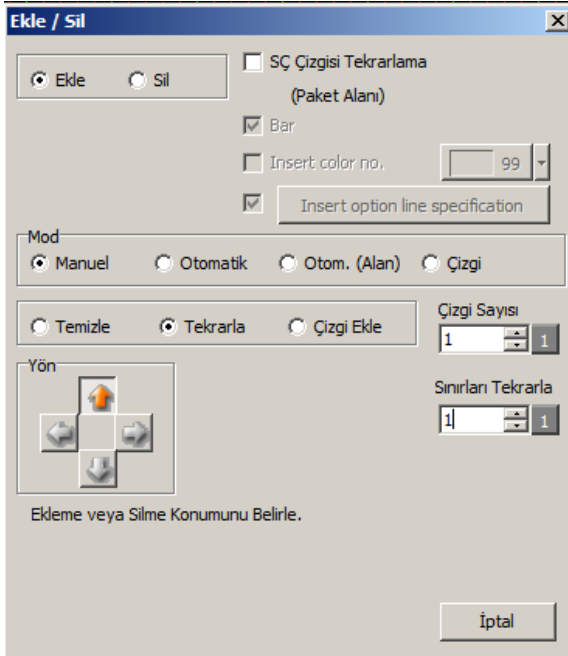 Ekle / Sil
Ekle Sil
SÇ Çizgisi Tekrarlama
(Paket Alanı)
Bar
Insert color no. 99
Insert option line specification
Mod
Manuel Otomatik Otom. (Alan) Çizgi
Temizle Tekrarla Çizgi Ekle
Çizgi Sayısı
1 1
Yön
Sınırları Tekrarla
1 1
Ekleme veya Silme Konumunu Belirle.
İptal